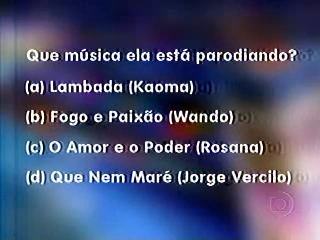 Que música ela está parodiando?
(a) Lambada (Kaoma)
(b) Fogo e Paixão (Wando)
(c) O Amor e o Poder (Rosana)
(d) Que Nem Maré (Jorge Vercilo)